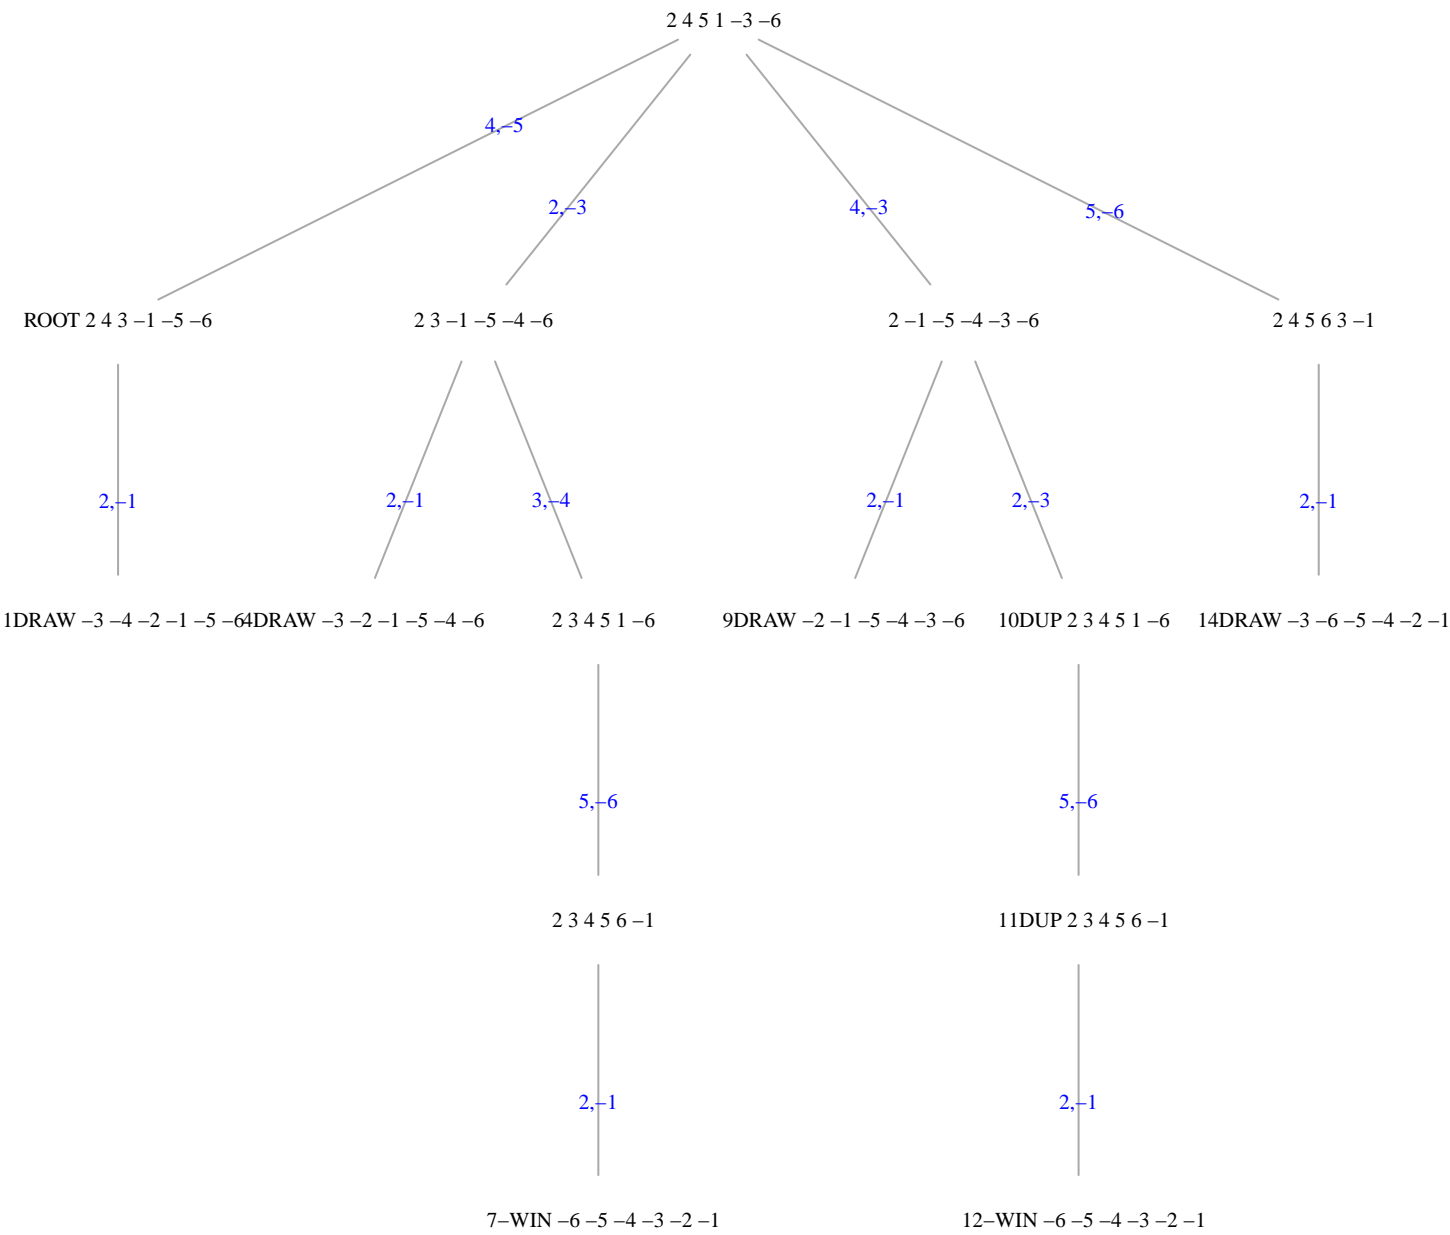 2 4 5 1 −3 −6
4,−5
2,−3
4,−3
5,−6
ROOT 2 4 3 −1 −5 −6
2 3 −1 −5 −4 −6
2 −1 −5 −4 −3 −6
2 4 5 6 3 −1
2,−1
2,−1
3,−4
2,−1
2,−3
2,−1
1DRAW −3 −4 −2 −1 −5 −6
4DRAW −3 −2 −1 −5 −4 −6
2 3 4 5 1 −6
9DRAW −2 −1 −5 −4 −3 −6
10DUP 2 3 4 5 1 −6
14DRAW −3 −6 −5 −4 −2 −1
5,−6
5,−6
2 3 4 5 6 −1
11DUP 2 3 4 5 6 −1
2,−1
2,−1
7−WIN −6 −5 −4 −3 −2 −1
12−WIN −6 −5 −4 −3 −2 −1